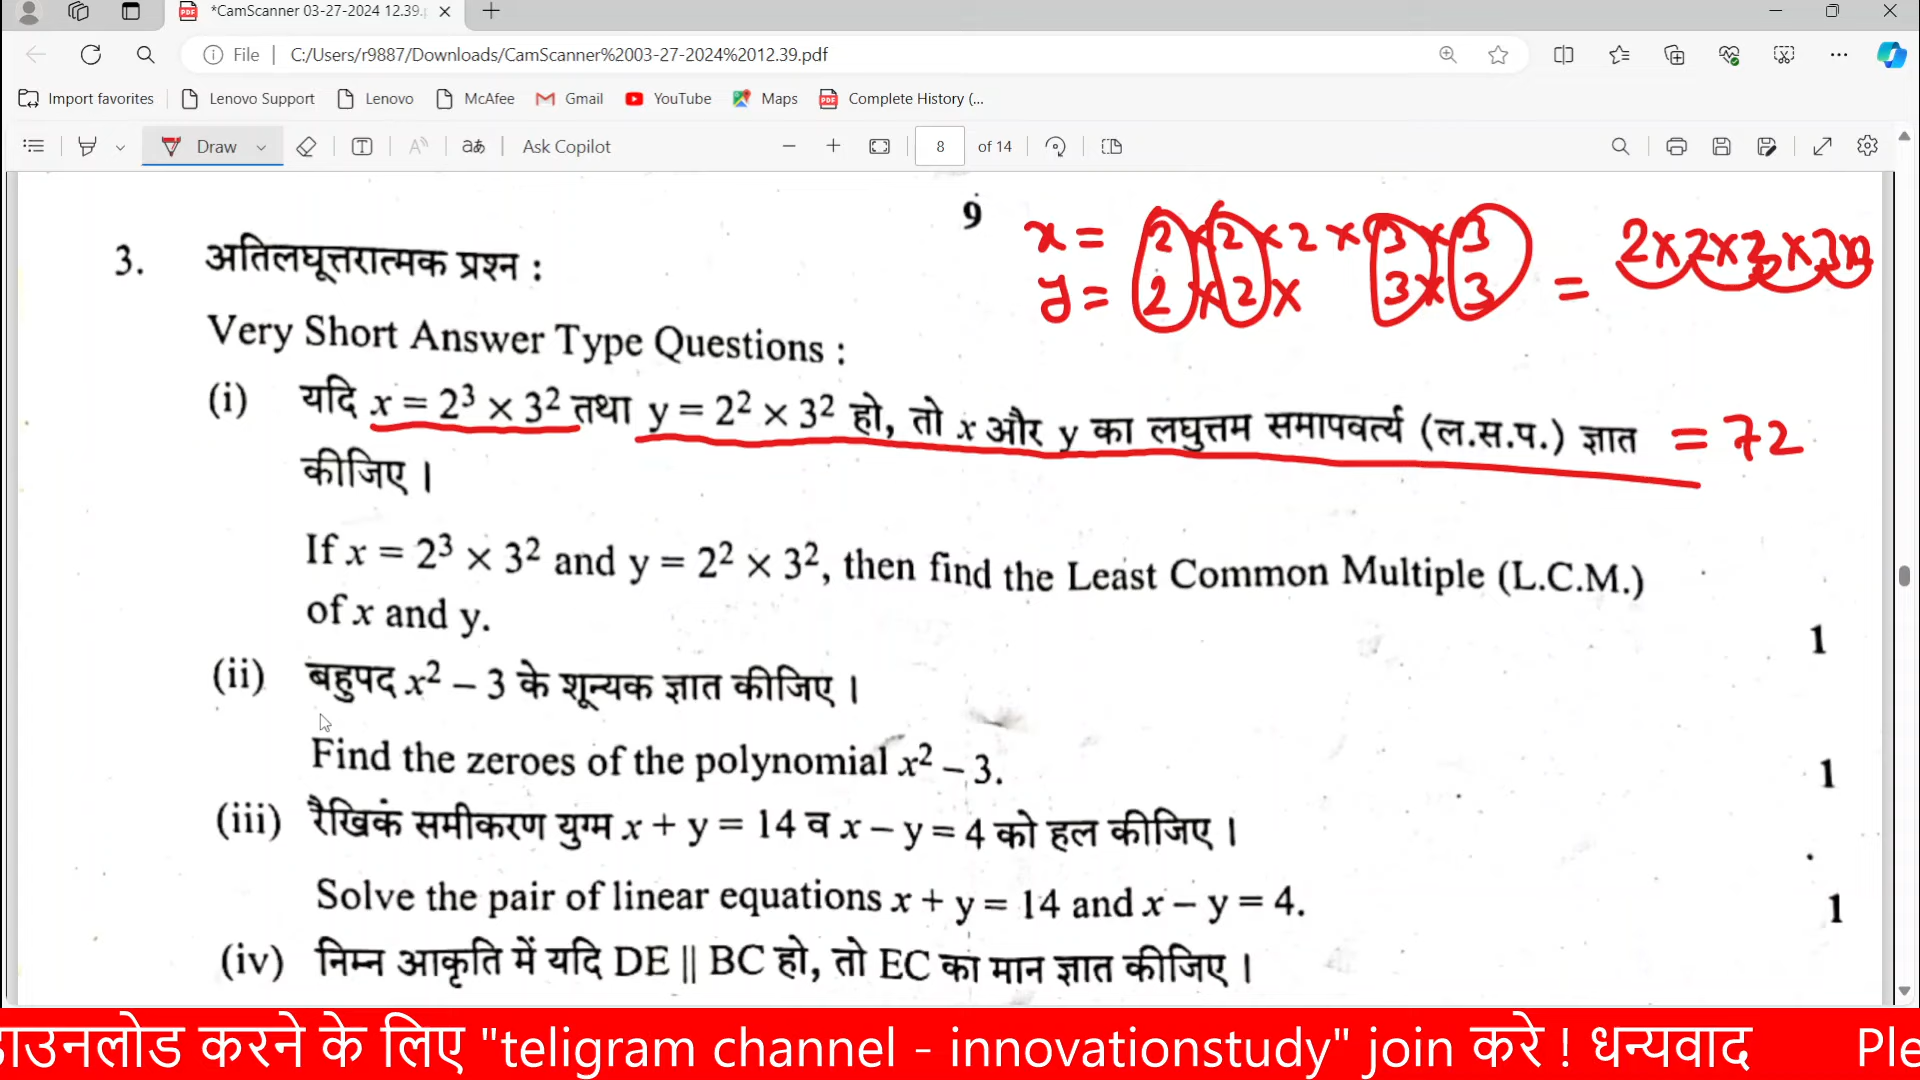 *CamScanner 03-27-2024 12.39.
File | C:/Users/r9887/Downloads/CamScanner%2003-27-2024%2012.39.pdf
Import favorites Lenovo Support Lenovo McAfee Gmail YouTube Maps Complete History (...
Draw Ask Copilot 8 of 14
9
x = 2 × 2 × 2 × 3 × 3
y = 2 × 2 × 3 × 3 =
3. अतिलघूत्तरात्मक प्रश्न :
Very Short Answer Type Questions :
(i) यदि x = 2³ × 3² तथा y = 2² × 3² हो, तो x और y का लघुत्तम समापवर्त्य (ल.स.प.) ज्ञात = 72
कीजिए ।
If x = 2³ × 3² and y = 2² × 3², then find the Least Common Multiple (L.C.M.)
of x and y.
1
(ii) बहुपद x² – 3 के शून्यक ज्ञात कीजिए ।
Find the zeroes of the polynomial x² – 3.
1
(iii) रैखिक समीकरण युग्म x + y = 14 व x – y = 4 को हल कीजिए ।
Solve the pair of linear equations x + y = 14 and x – y = 4.
1
(iv) निम्न आकृति में यदि DE || BC हो, तो EC का मान ज्ञात कीजिए ।
डाउनलोड करने के लिए "teligram channel - innovationstudy" join करे ! धन्यवाद Ple